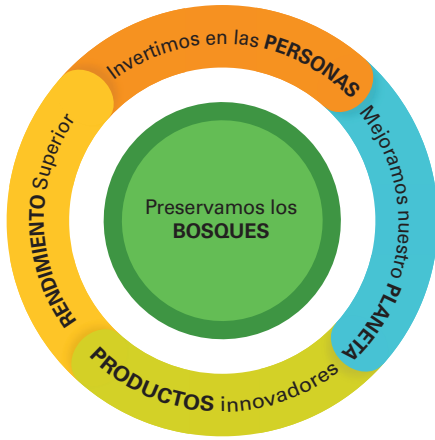 Invertimos en las PERSONAS
Mejoramos nuestro PLANETA
PRODUCTOS innovadores
RENDIMIENTO Superior
Preservamos los
BOSQUES